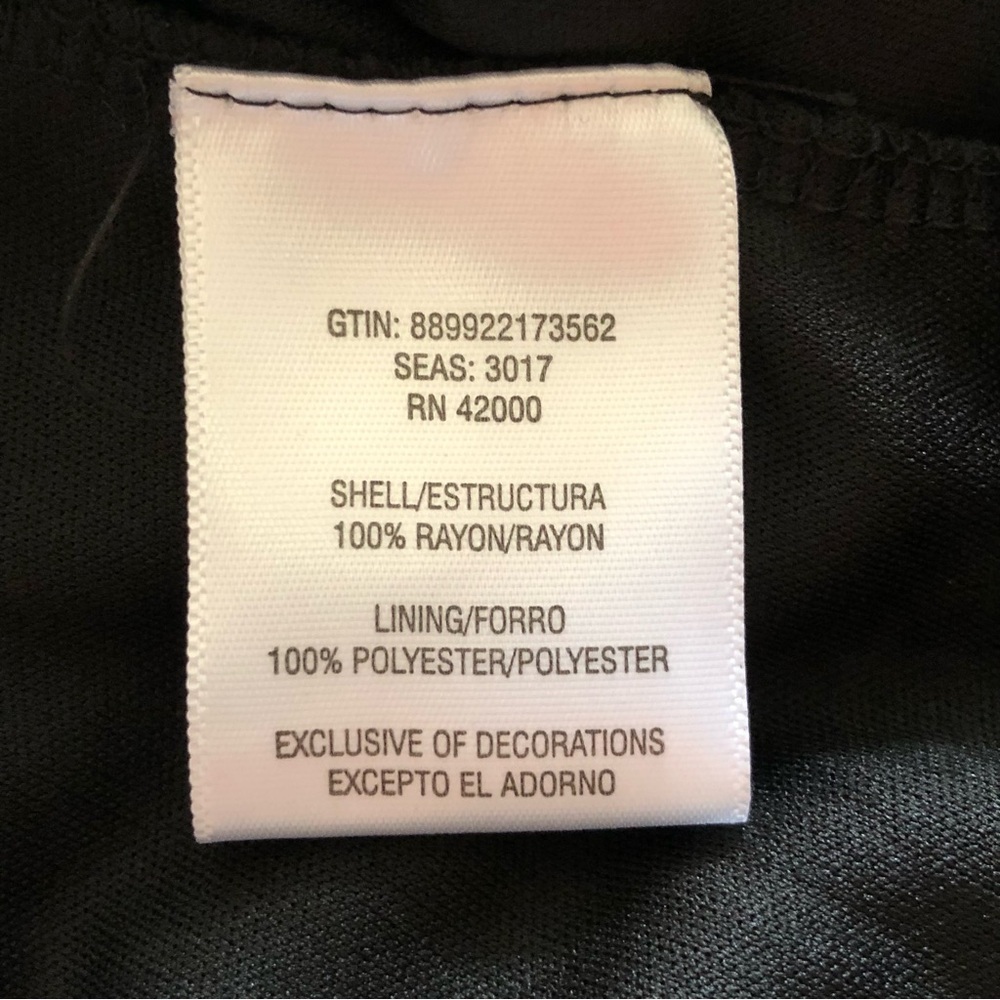 GTIN: 889922173562
SEAS: 3017
RN 42000
SHELL/ESTRUCTURA
100% RAYON/RAYON
LINING/FORRO
100% POLYESTER/POLYESTER
EXCLUSIVE OF DECORATIONS
EXCEPTO EL ADORNO